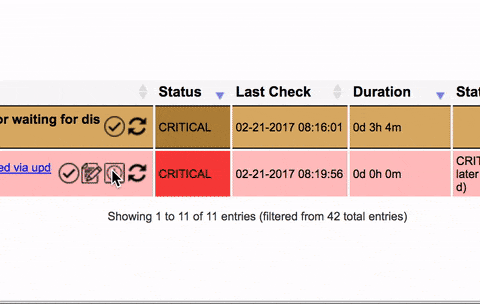 Status Last Check Duration Stat
or waiting for dis CRITICAL 02-21-2017 08:16:01 0d 3h 4m
ed via upd CRITICAL 02-21-2017 08:19:56 0d 0h 0m CRIT
later
d)
Showing 1 to 11 of 11 entries (filtered from 42 total entries)